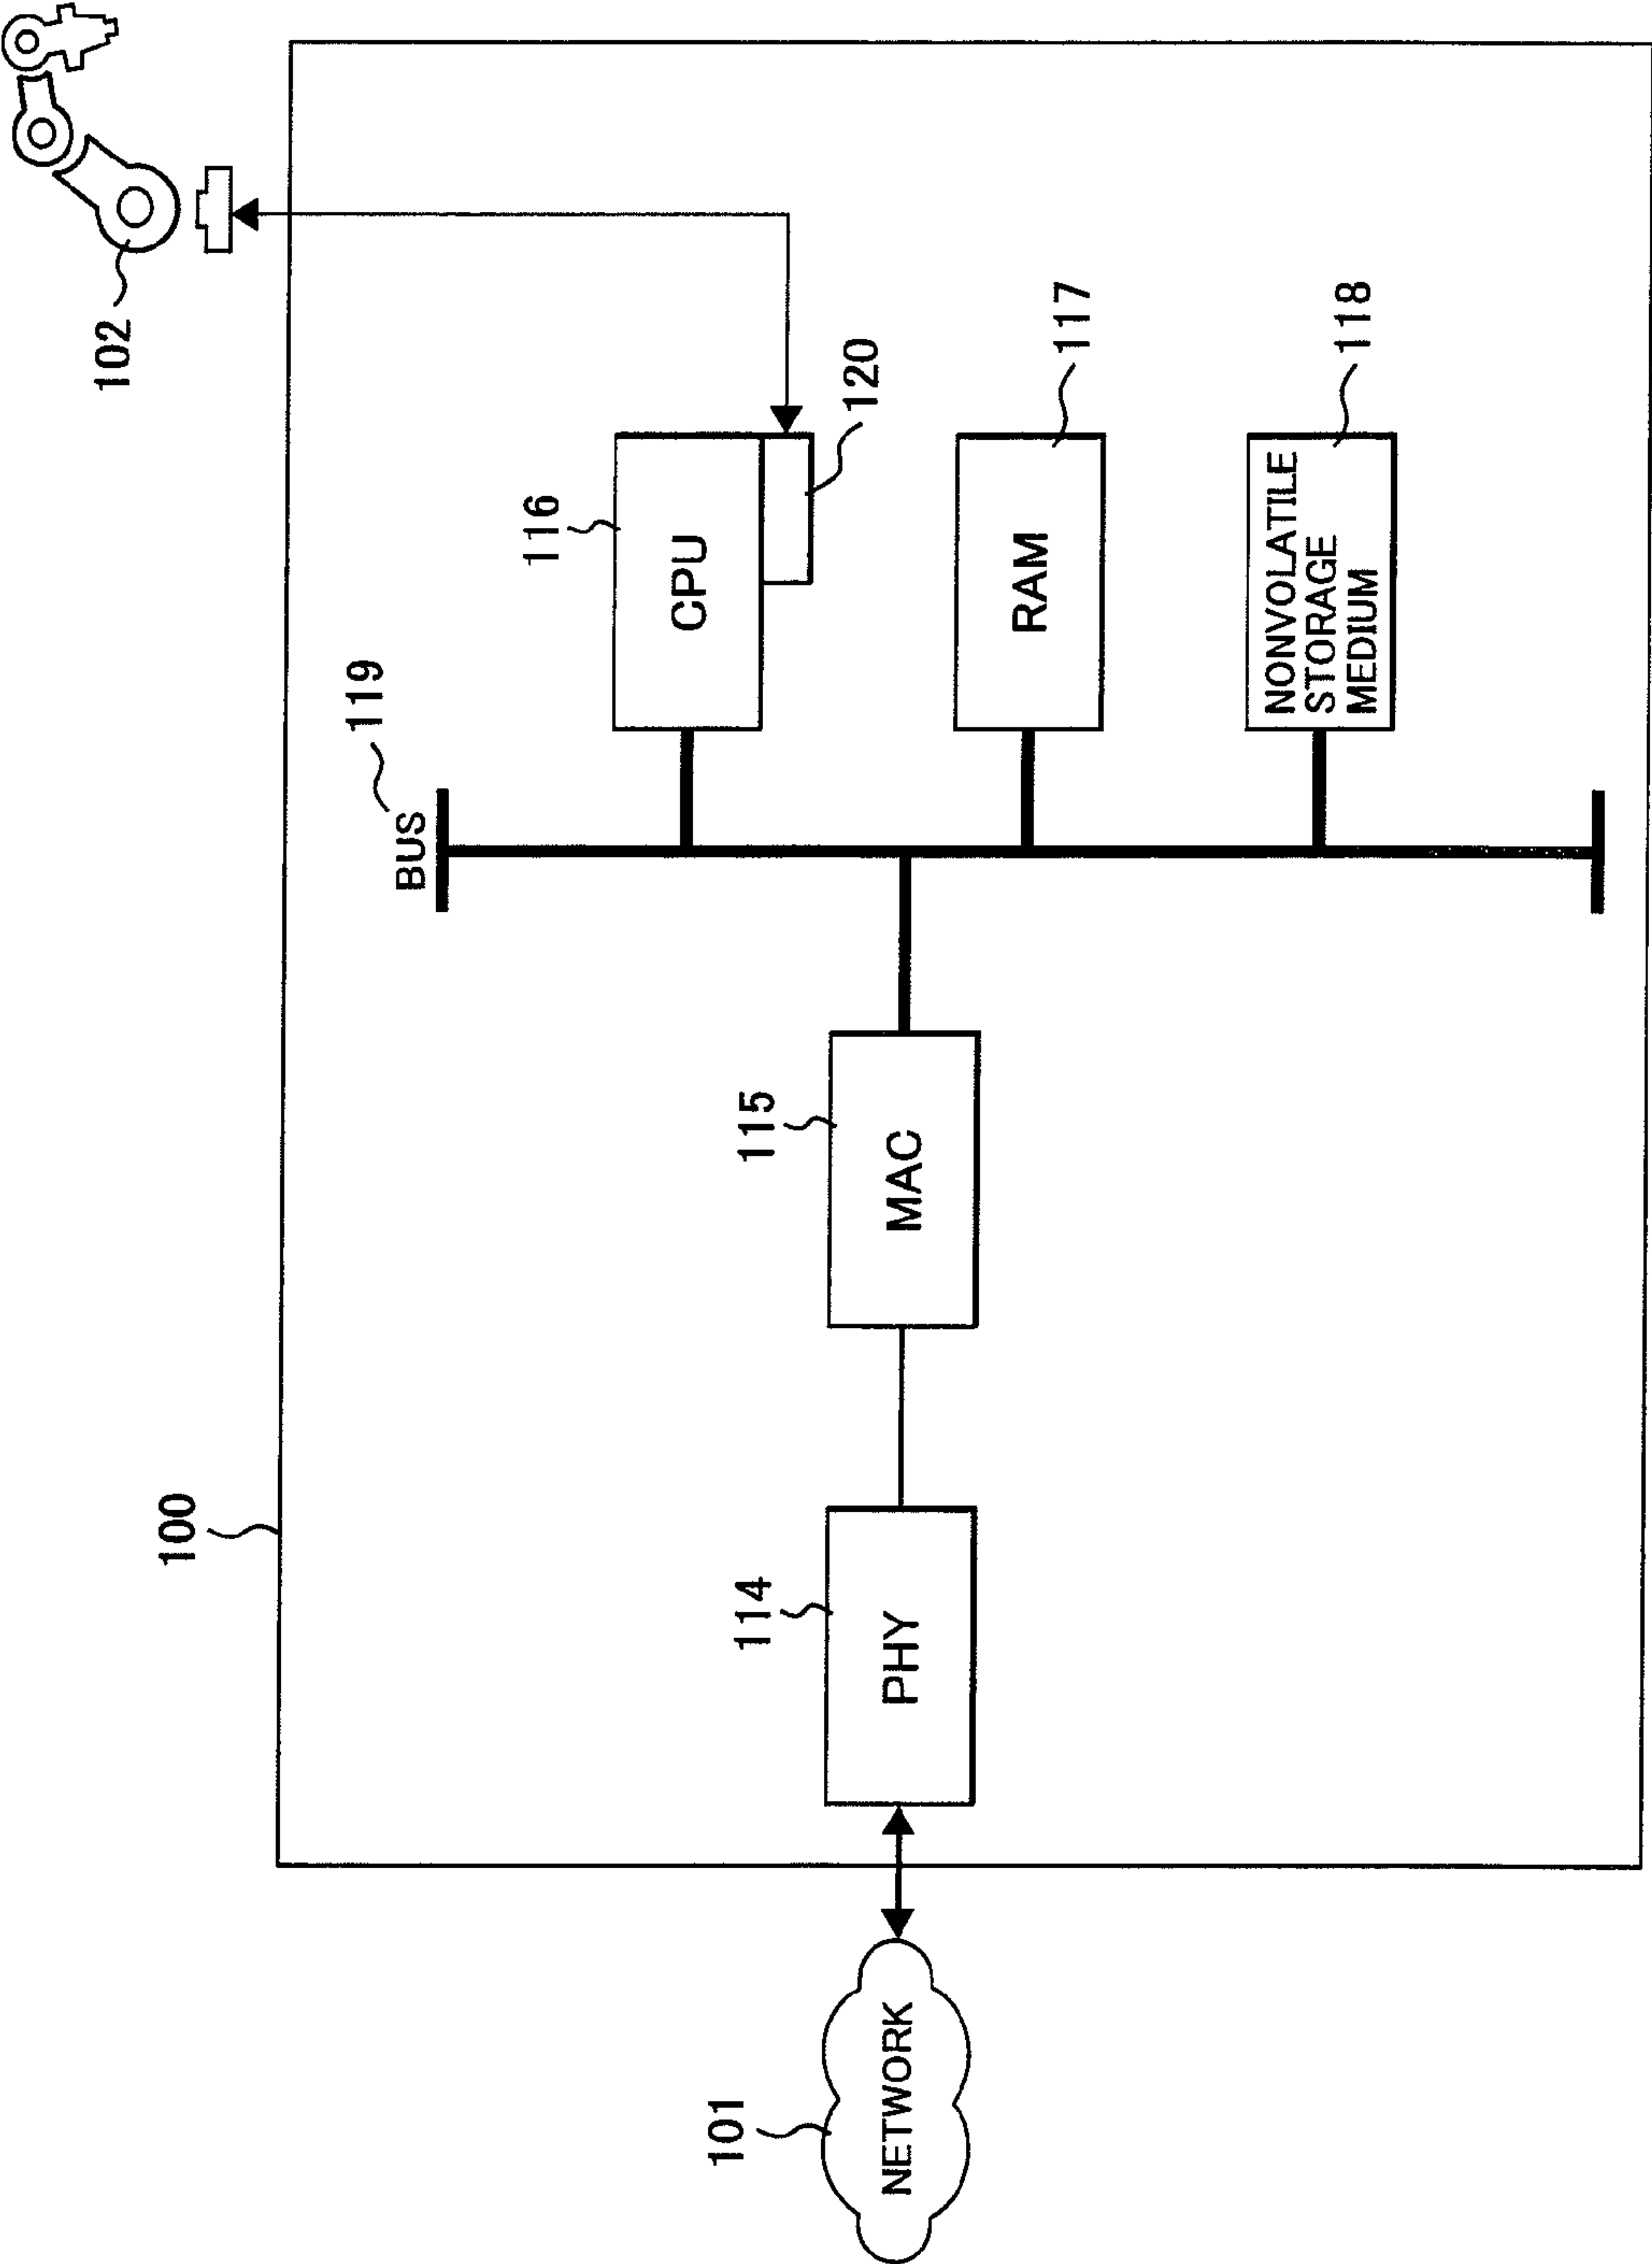 102
100
119
BUS
116
CPU
101
114
115
120
NETWORK
PHY
MAC
RAM
117
NONVOLATILE
STORAGE
MEDIUM
118